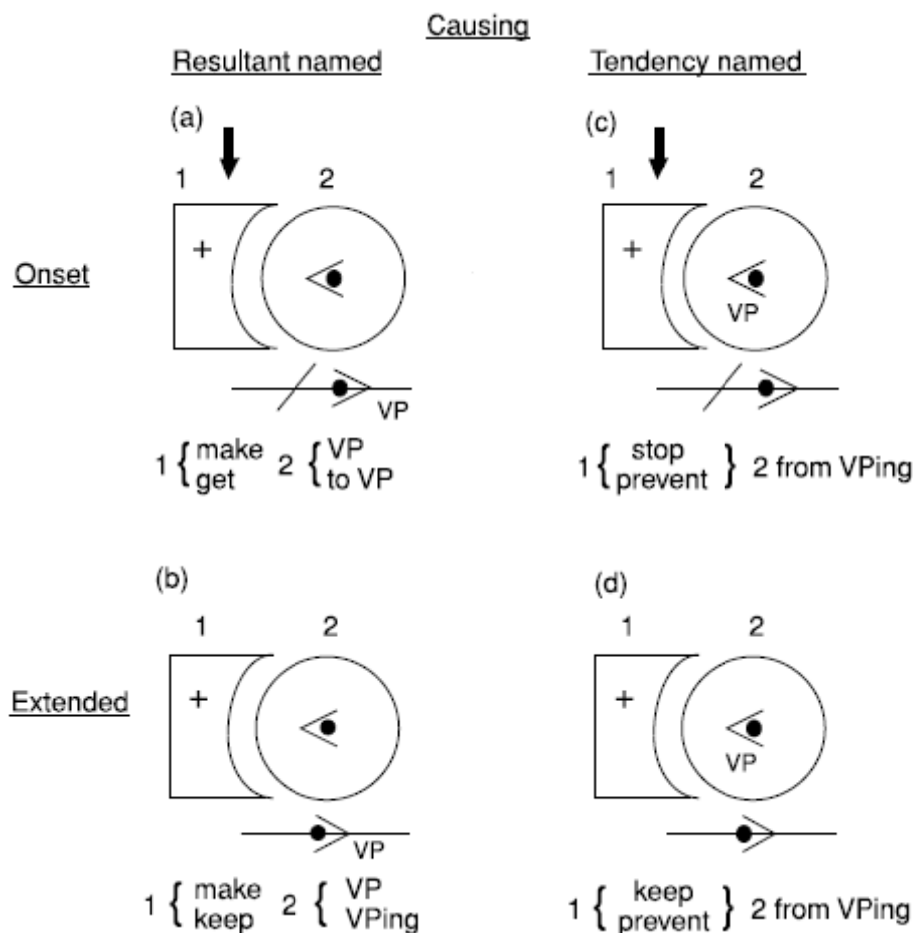 Causing
Resultant named Tendency named
(a) (c)
1 2 1 2
+ +
Onset
VP
VP
1 { make 2 { VP
get to VP
1 { stop } 2 from VPing
prevent
(b) (d)
1 2 1 2
Extended
+ +
VP
VP
1 { make 2 { VP
keep VPing
1 { keep } 2 from VPing
prevent